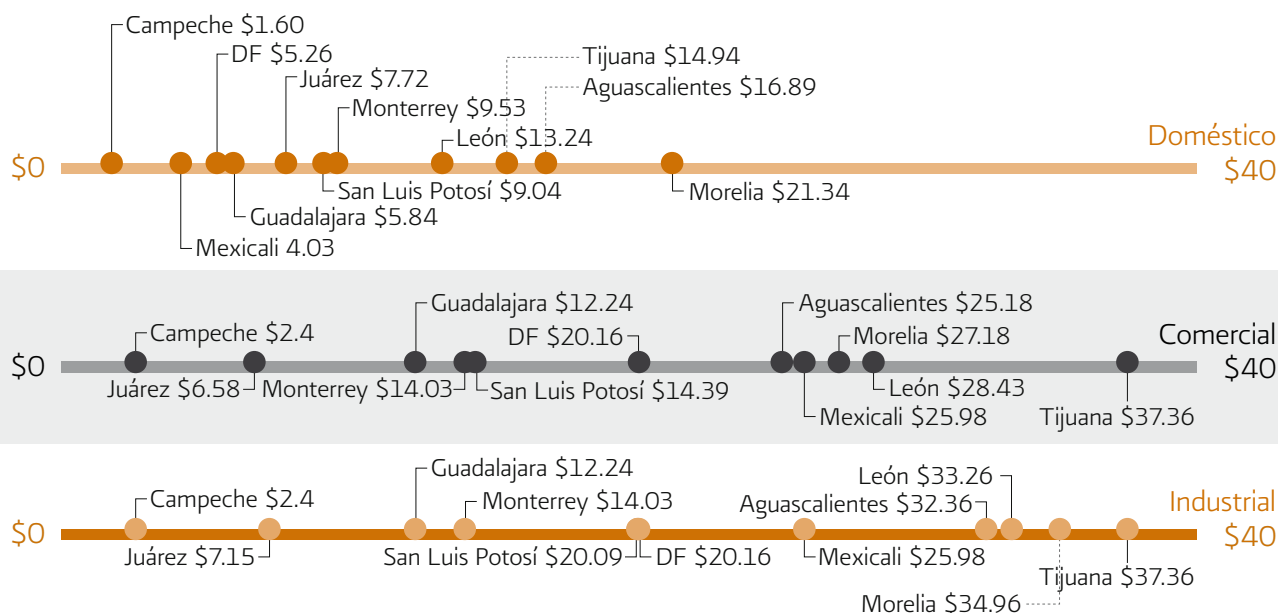 Campeche $1.60
DF $5.26
Tijuana $14.94
Juárez $7.72
Aguascalientes $16.89
Monterrey $9.53
León $13.24
Doméstico
$0
$40
San Luis Potosí $9.04
Morelia $21.34
Guadalajara $5.84
Mexicali 4.03
Guadalajara $12.24
Aguascalientes $25.18
Campeche $2.4
DF $20.16
Morelia $27.18
Comercial
$0
$40
Juárez $6.58
Monterrey $14.03
San Luis Potosí $14.39
León $28.43
Mexicali $25.98
Tijuana $37.36
Guadalajara $12.24
León $33.26
Campeche $2.4
Monterrey $14.03
Aguascalientes $32.36
Industrial
$0
$40
Juárez $7.15
San Luis Potosí $20.09
DF $20.16
Mexicali $25.98
Tijuana $37.36
Morelia $34.96